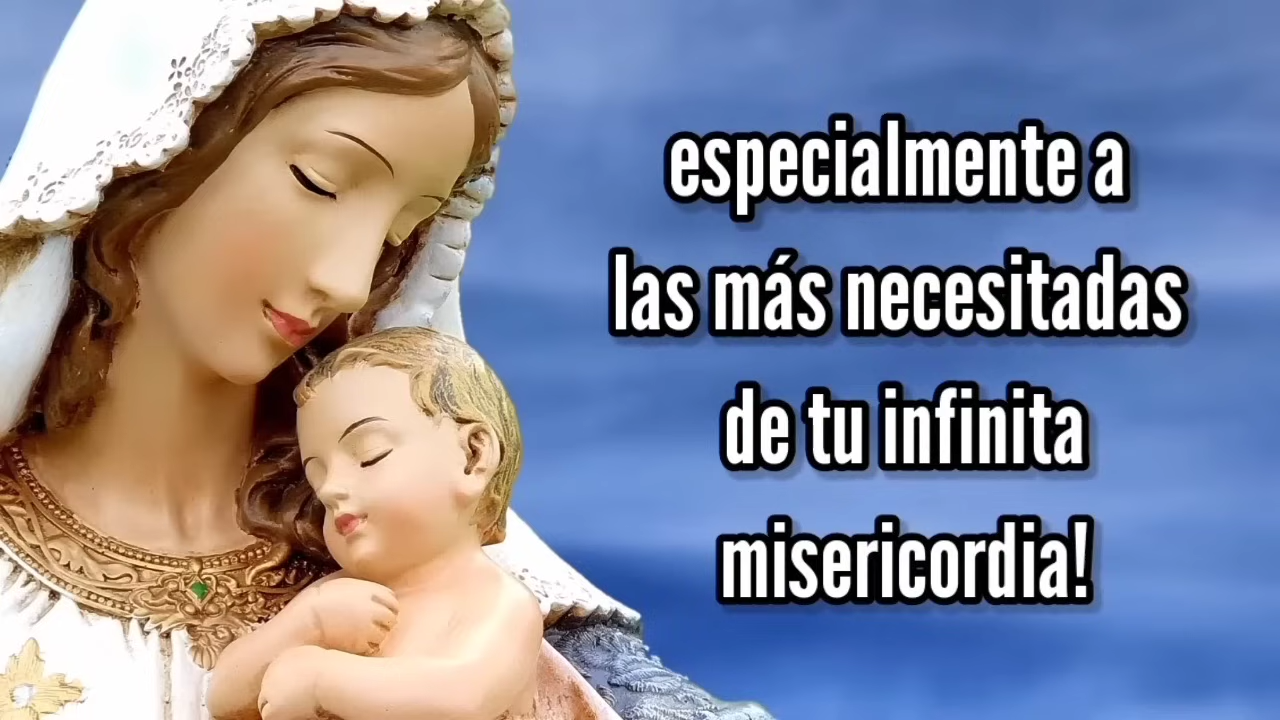 especialmente a
las más necesitadas
de tu infinita
misericordia!